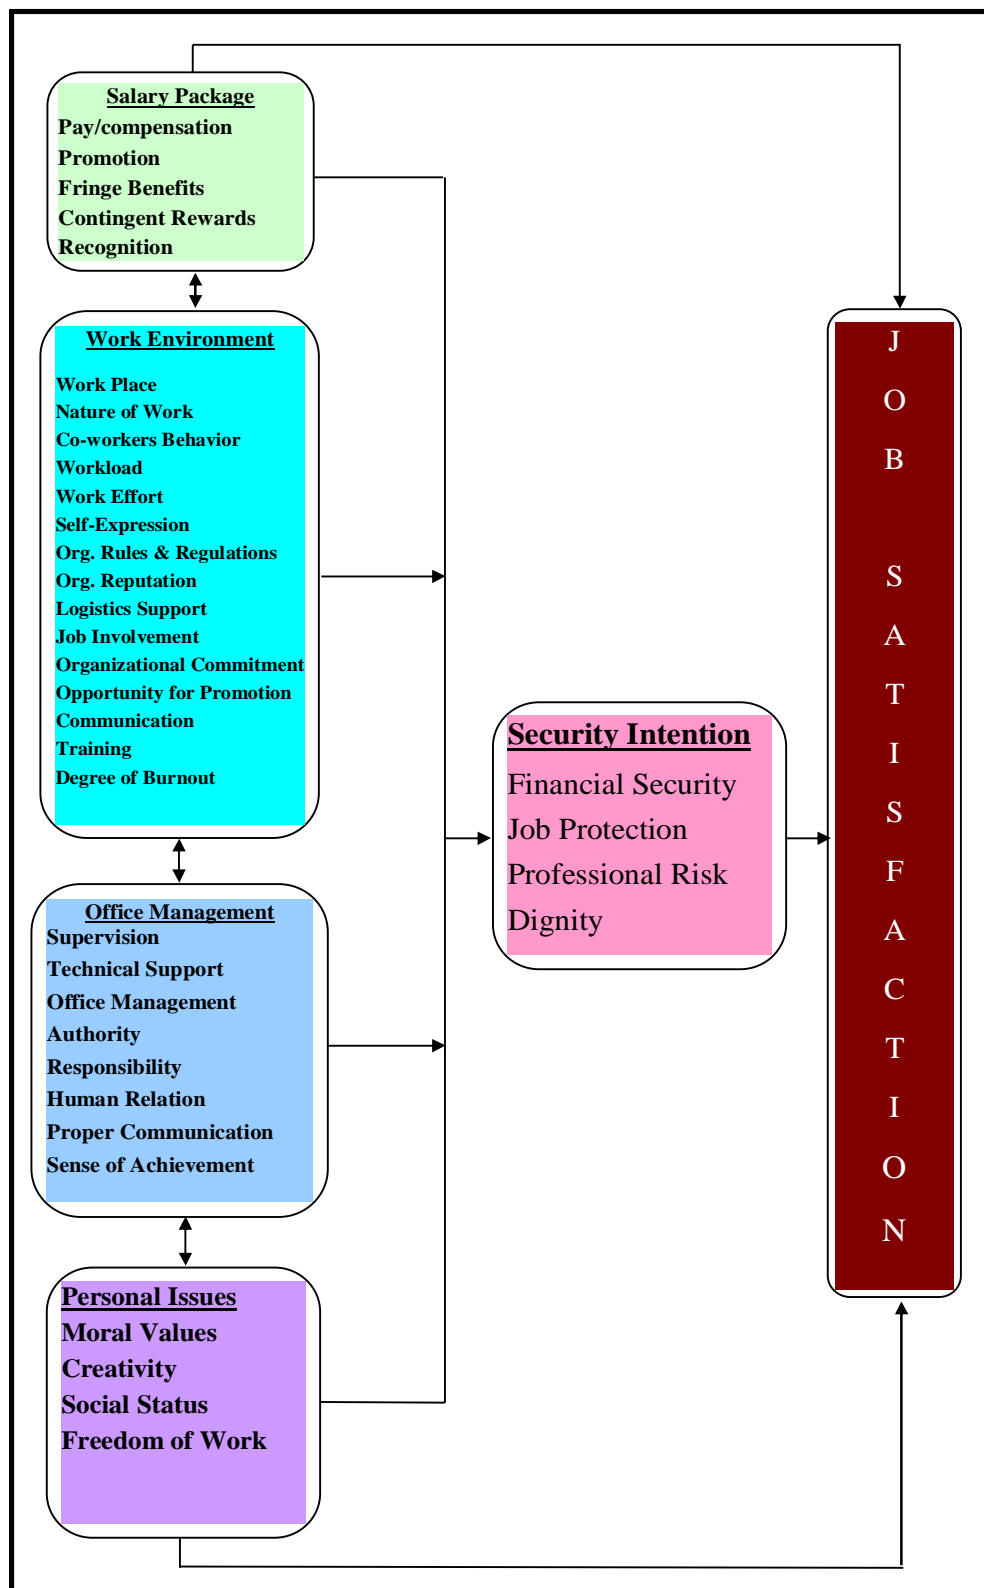 Salary Package
Pay/compensation
Promotion
Fringe Benefits
Contingent Rewards
Recognition
Work Environment
Work Place
Nature of Work
Co-workers Behavior
Workload
Work Effort
Self-Expression
Org. Rules & Regulations
Org. Reputation
Logistics Support
Job Involvement
Organizational Commitment
Opportunity for Promotion
Communication
Training
Degree of Burnout
Office Management
Supervision
Technical Support
Office Management
Authority
Responsibility
Human Relation
Proper Communication
Sense of Achievement
Personal Issues
Moral Values
Creativity
Social Status
Freedom of Work
Security Intention
Financial Security
Job Protection
Professional Risk
Dignity
J
O
B
S
A
T
I
S
F
A
C
T
I
O
N